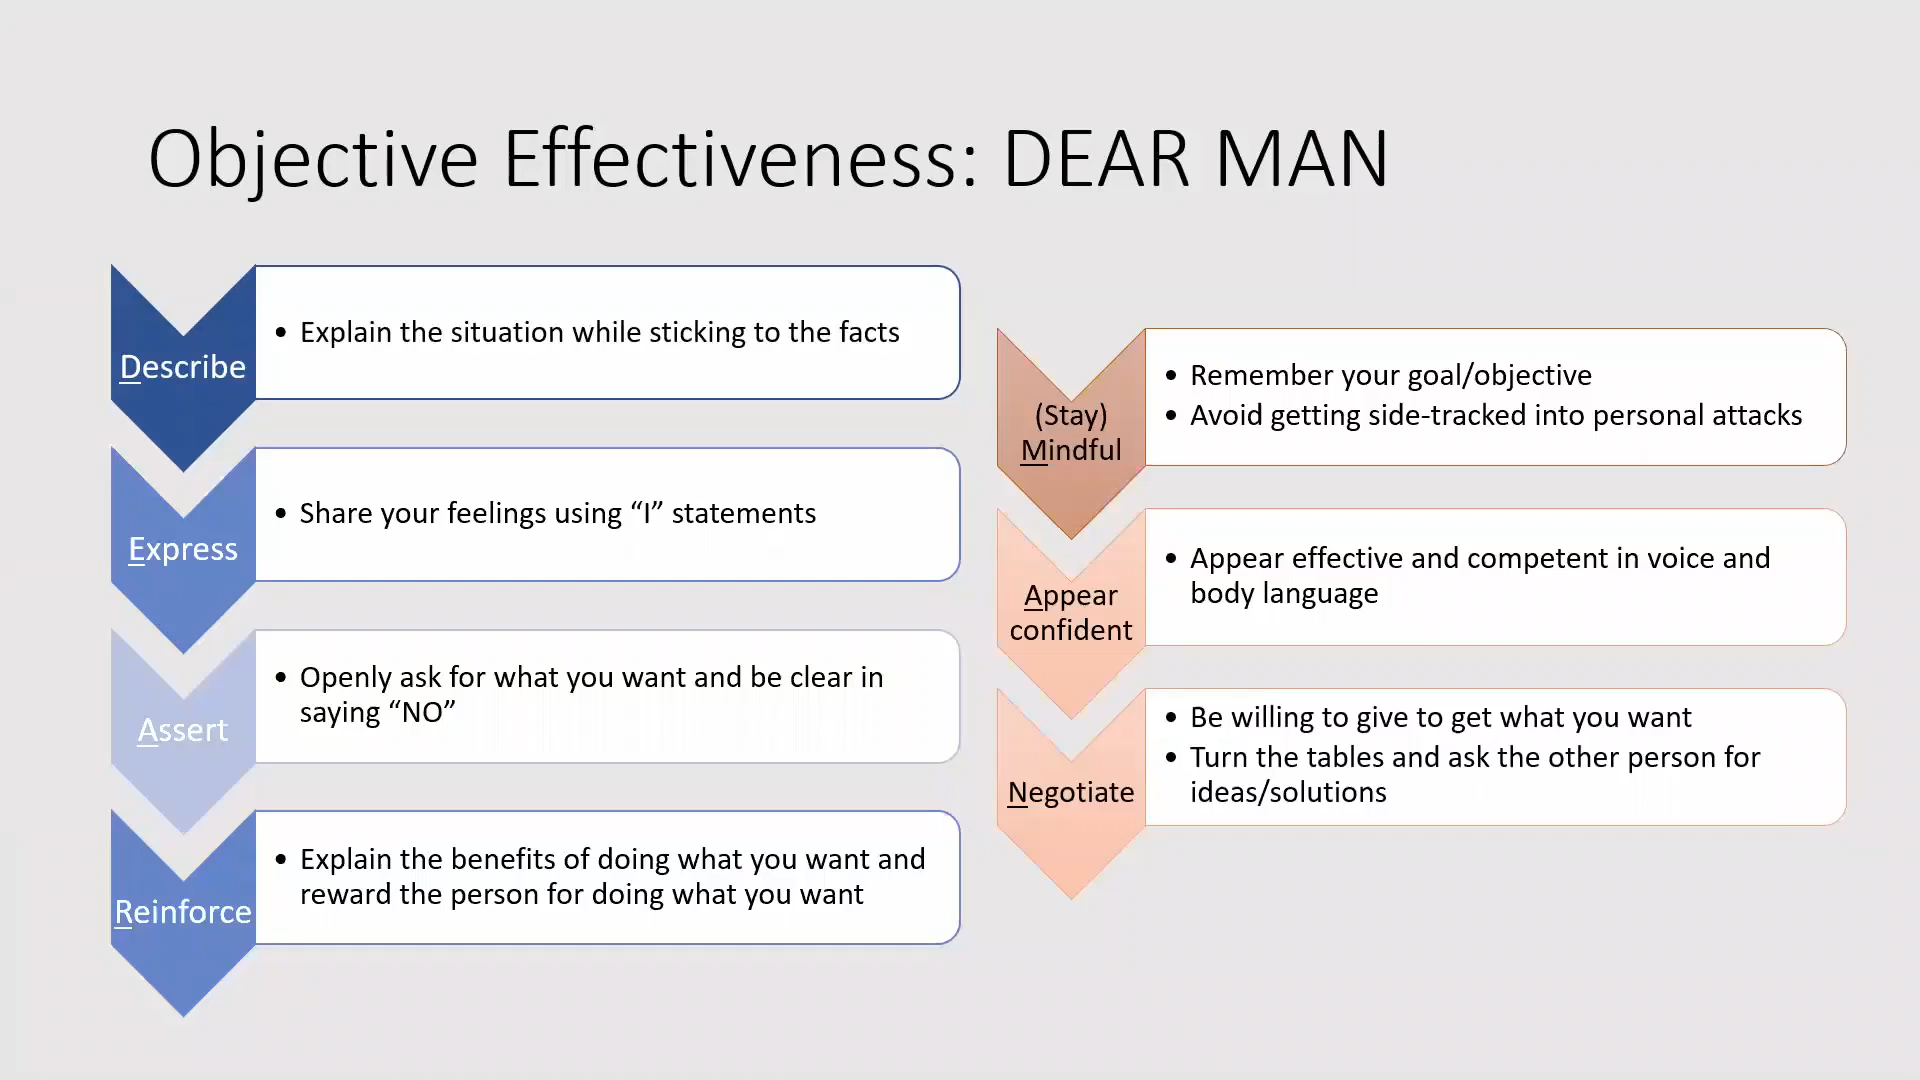 Objective Effectiveness: DEAR MAN
Describe
• Explain the situation while sticking to the facts
Express
• Share your feelings using “I” statements
Assert
• Openly ask for what you want and be clear in
saying “NO”
Reinforce
• Explain the benefits of doing what you want and
reward the person for doing what you want
(Stay)
Mindful
• Remember your goal/objective
• Avoid getting side-tracked into personal attacks
Appear
confident
• Appear effective and competent in voice and
body language
Negotiate
• Be willing to give to get what you want
• Turn the tables and ask the other person for
ideas/solutions